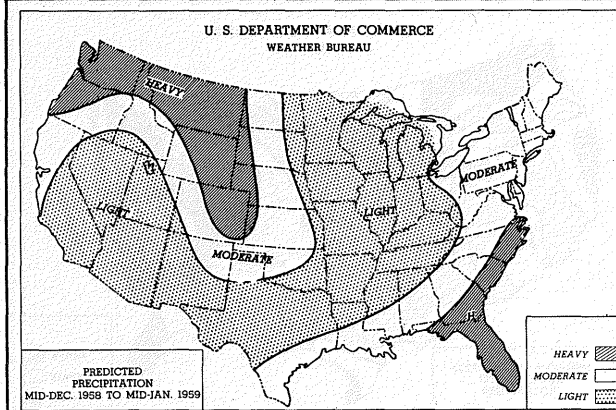 U. S. DEPARTMENT OF COMMERCE
WEATHER BUREAU
HEAVY
LIGHT
LIGHT
MODERATE
MODERATE
H
PREDICTED
PRECIPITATION
MID-DEC. 1958 TO MID-JAN. 1959
HEAVY
MODERATE
LIGHT